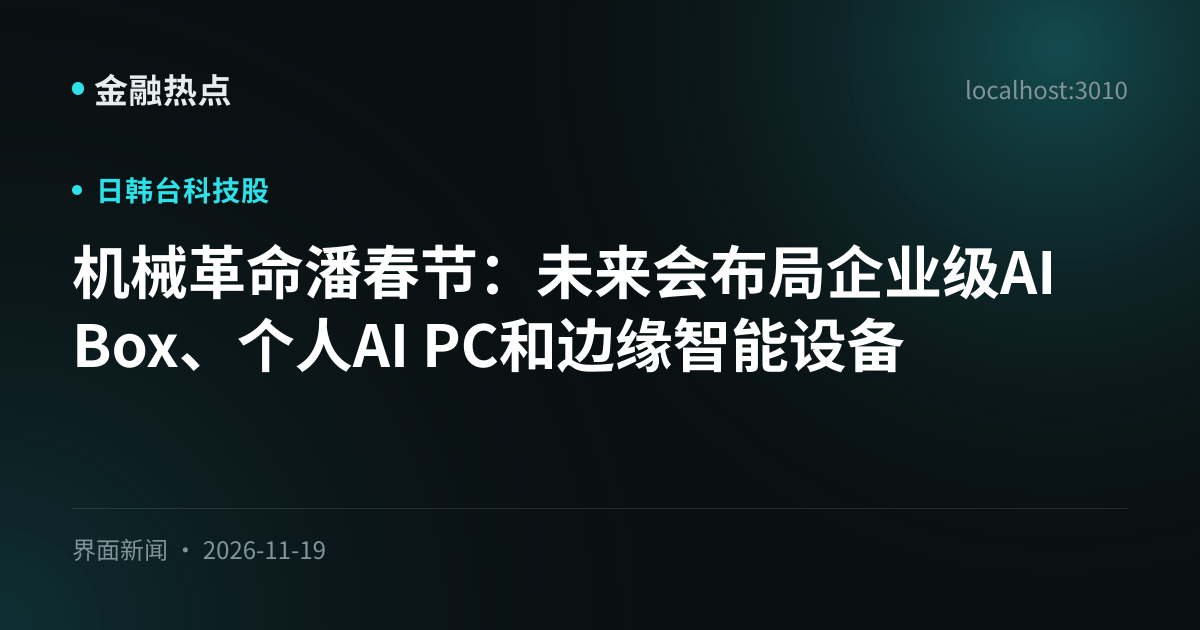 金融热点
localhost:3010
日韩台科技股
机械革命潘春节：未来会布局企业级AI
Box、个人AI PC和边缘智能设备
界面新闻 · 2026-11-19